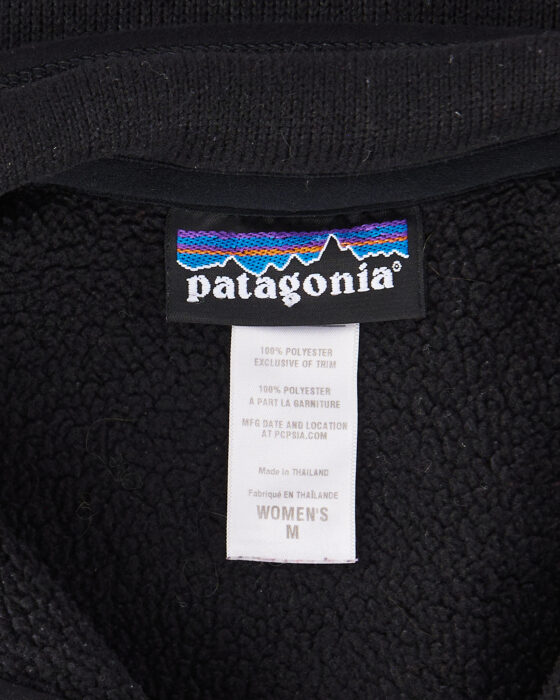 patagonia®
100% POLYESTER
EXCLUSIVE OF TRIM
100% POLYESTER
A PART LA GARNITURE
MFG DATE AND LOCATION
AT PCPSIA.COM
Made in THAILAND
Fabriqué EN THAÏLANDE
WOMEN'S
M